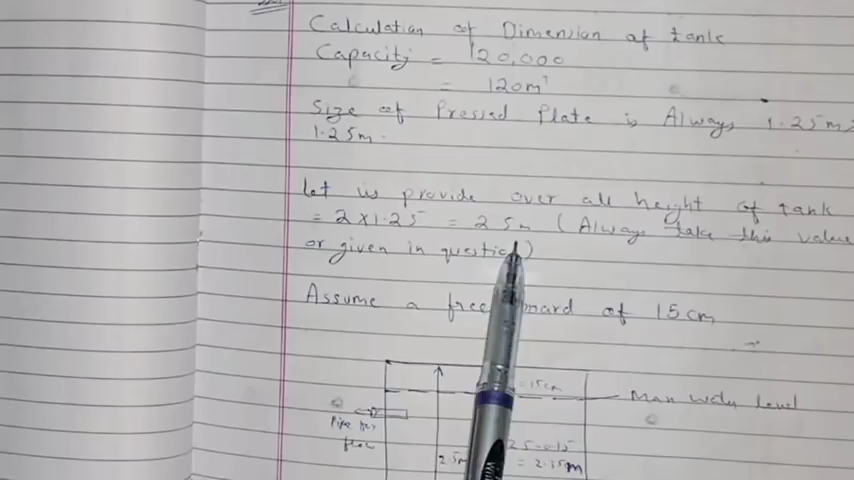 Calculation of Dimension of tank
Capacity = 120,000
= 120m³
Size of Pressed Plate is Always 1.25m x
1.25m.
Let us provide over all height of tank
= 2x1.25 = 2.5m (Always take this value
or given in question)
Assume a free board of 15cm
=15cm
Max water level
Pipe for
2.5-0.15
2.5m = 2.35m